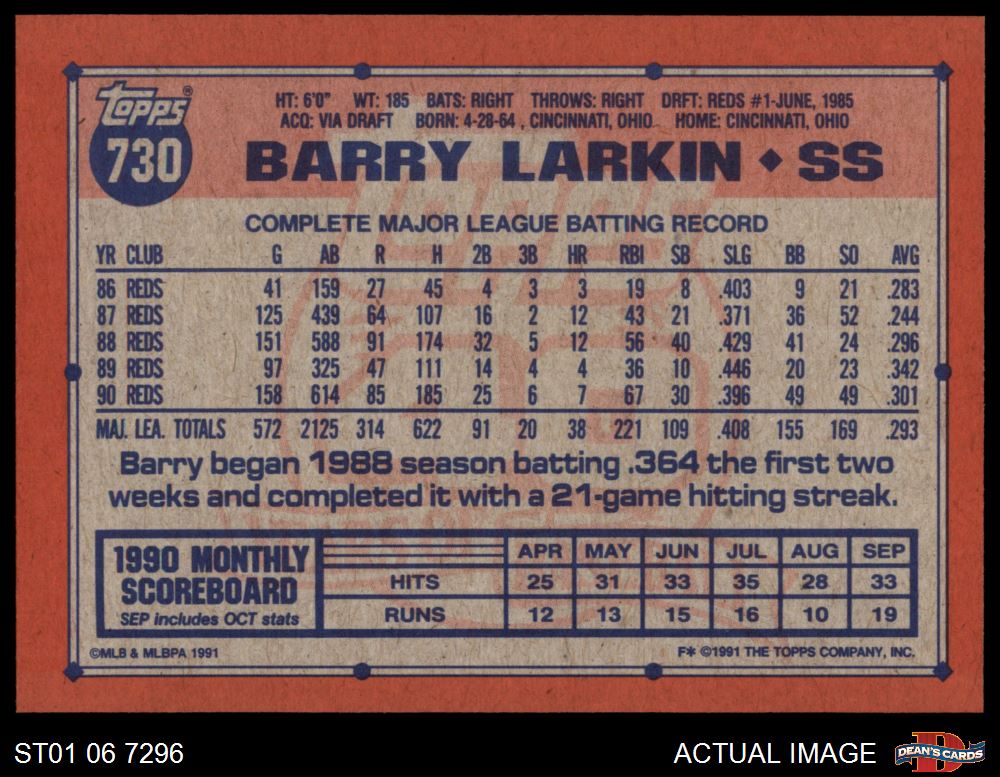 TOPPS®
730
HT: 6'0" WT: 185 BATS: RIGHT THROWS: RIGHT DRFT: REDS #1-JUNE, 1985
ACQ: VIA DRAFT BORN: 4-28-64 , CINCINNATI, OHIO HOME: CINCINNATI, OHIO
BARRY LARKIN ◆ SS
COMPLETE MAJOR LEAGUE BATTING RECORD
YR CLUB G AB R H 2B 3B HR RBI SB SLG BB SO AVG
86 REDS 41 159 27 45 4 3 3 19 8 .403 9 21 .283
87 REDS 125 439 64 107 16 2 12 43 21 .371 36 52 .244
88 REDS 151 588 91 174 32 5 12 56 40 .429 41 24 .296
89 REDS 97 325 47 111 14 4 4 36 10 .446 20 23 .342
90 REDS 158 614 85 185 25 6 7 67 30 .396 49 49 .301
MAJ. LEA. TOTALS 572 2125 314 622 91 20 38 221 109 .408 155 169 .293
Barry began 1988 season batting .364 the first two
weeks and completed it with a 21-game hitting streak.
1990 MONTHLY
SCOREBOARD
SEP includes OCT stats
APR MAY JUN JUL AUG SEP
HITS 25 31 33 35 28 33
RUNS 12 13 15 16 10 19
©MLB & MLBPA 1991
F* ©1991 THE TOPPS COMPANY, INC.
ST01 06 7296
ACTUAL IMAGE
D
DEAN'S CARDS